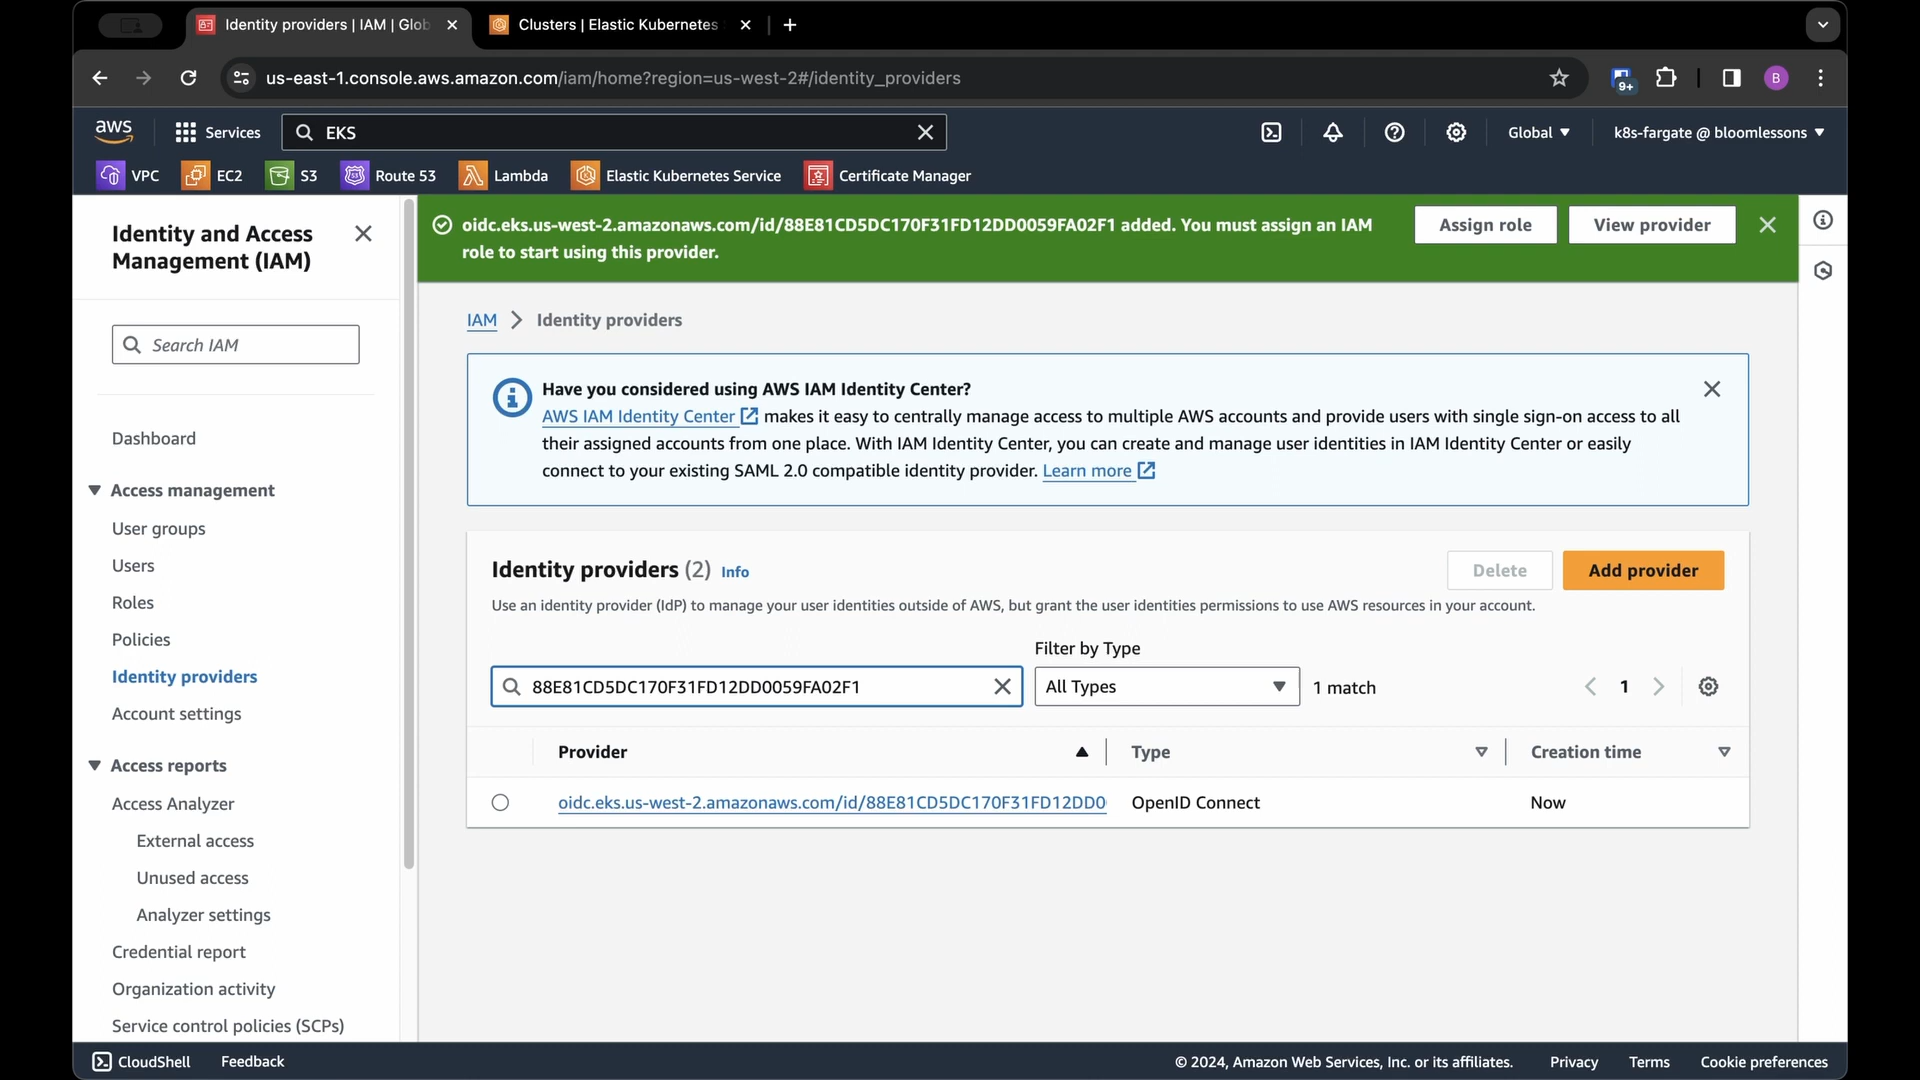 Identity providers | IAM | Glob
Clusters | Elastic Kubernetes
us-east-1.console.aws.amazon.com/iam/home?region=us-west-2#/identity_providers
9+
B
aws
Services
EKS
Global
k8s-fargate @ bloomlessons
VPC
EC2
S3
Route 53
Lambda
Elastic Kubernetes Service
Certificate Manager
Identity and Access
Management (IAM)
Search IAM
Dashboard
Access management
User groups
Users
Roles
Policies
Identity providers
Account settings
Access reports
Access Analyzer
External access
Unused access
Analyzer settings
Credential report
Organization activity
Service control policies (SCPs)
oidc.eks.us-west-2.amazonaws.com/id/88E81CD5DC170F31FD12DD0059FA02F1 added. You must assign an IAM
role to start using this provider.
Assign role
View provider
IAM
Identity providers
Have you considered using AWS IAM Identity Center?
AWS IAM Identity Center makes it easy to centrally manage access to multiple AWS accounts and provide users with single sign-on access to all
their assigned accounts from one place. With IAM Identity Center, you can create and manage user identities in IAM Identity Center or easily
connect to your existing SAML 2.0 compatible identity provider. Learn more
Identity providers (2) Info
Delete
Add provider
Use an identity provider (IdP) to manage your user identities outside of AWS, but grant the user identities permissions to use AWS resources in your account.
Filter by Type
88E81CD5DC170F31FD12DD0059FA02F1
All Types
1 match
1
Provider
Type
Creation time
oidc.eks.us-west-2.amazonaws.com/id/88E81CD5DC170F31FD12DD0
OpenID Connect
Now
CloudShell
Feedback
© 2024, Amazon Web Services, Inc. or its affiliates.
Privacy
Terms
Cookie preferences